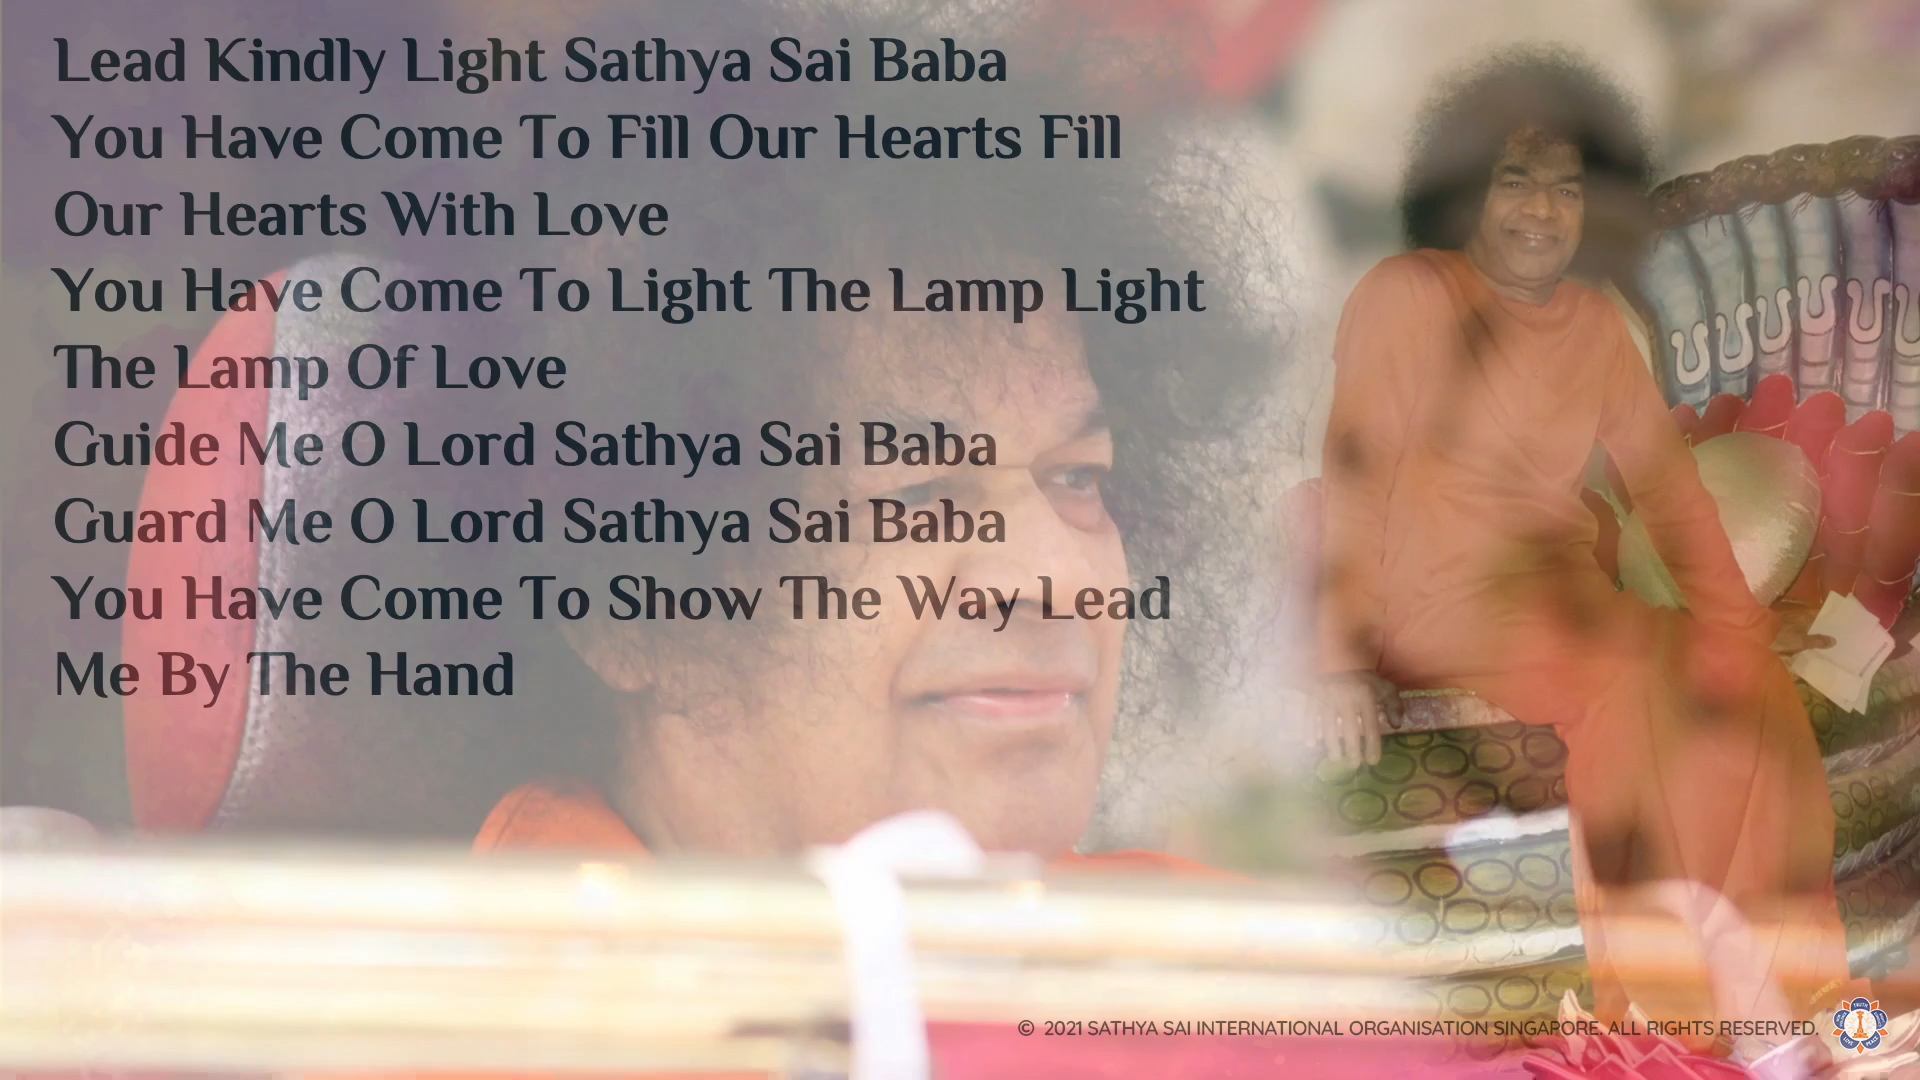 Lead Kindly Light Sathya Sai Baba
You Have Come To Fill Our Hearts Fill
Our Hearts With Love
You Have Come To Light The Lamp Light
The Lamp Of Love
Guide Me O Lord Sathya Sai Baba
Guard Me O Lord Sathya Sai Baba
You Have Come To Show The Way Lead
Me By The Hand
© 2021 SATHYA SAI INTERNATIONAL ORGANISATION SINGAPORE. ALL RIGHTS RESERVED.